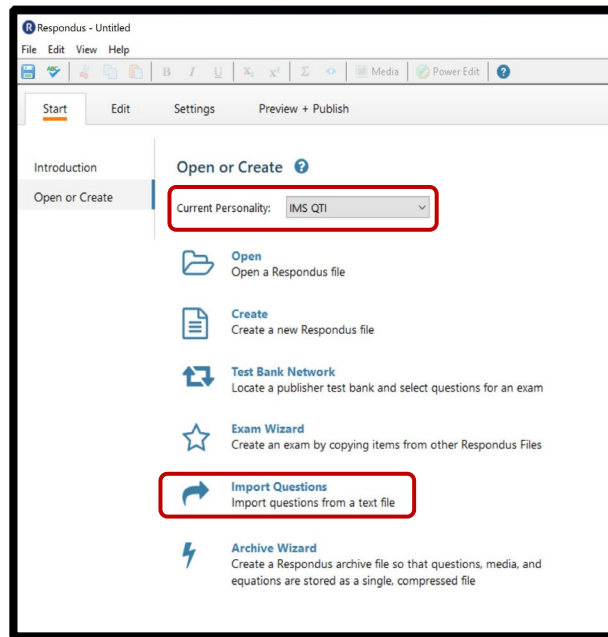 Respondus - Untitled
File Edit View Help
ABC B I U X₂ x² Σ <> Media Power Edit ?
Start Edit Settings Preview + Publish
Introduction
Open or Create
Open or Create ?
Current Personality: IMS QTI
Open
Open a Respondus file
Create
Create a new Respondus file
Test Bank Network
Locate a publisher test bank and select questions for an exam
Exam Wizard
Create an exam by copying items from other Respondus Files
Import Questions
Import questions from a text file
Archive Wizard
Create a Respondus archive file so that questions, media, and
equations are stored as a single, compressed file